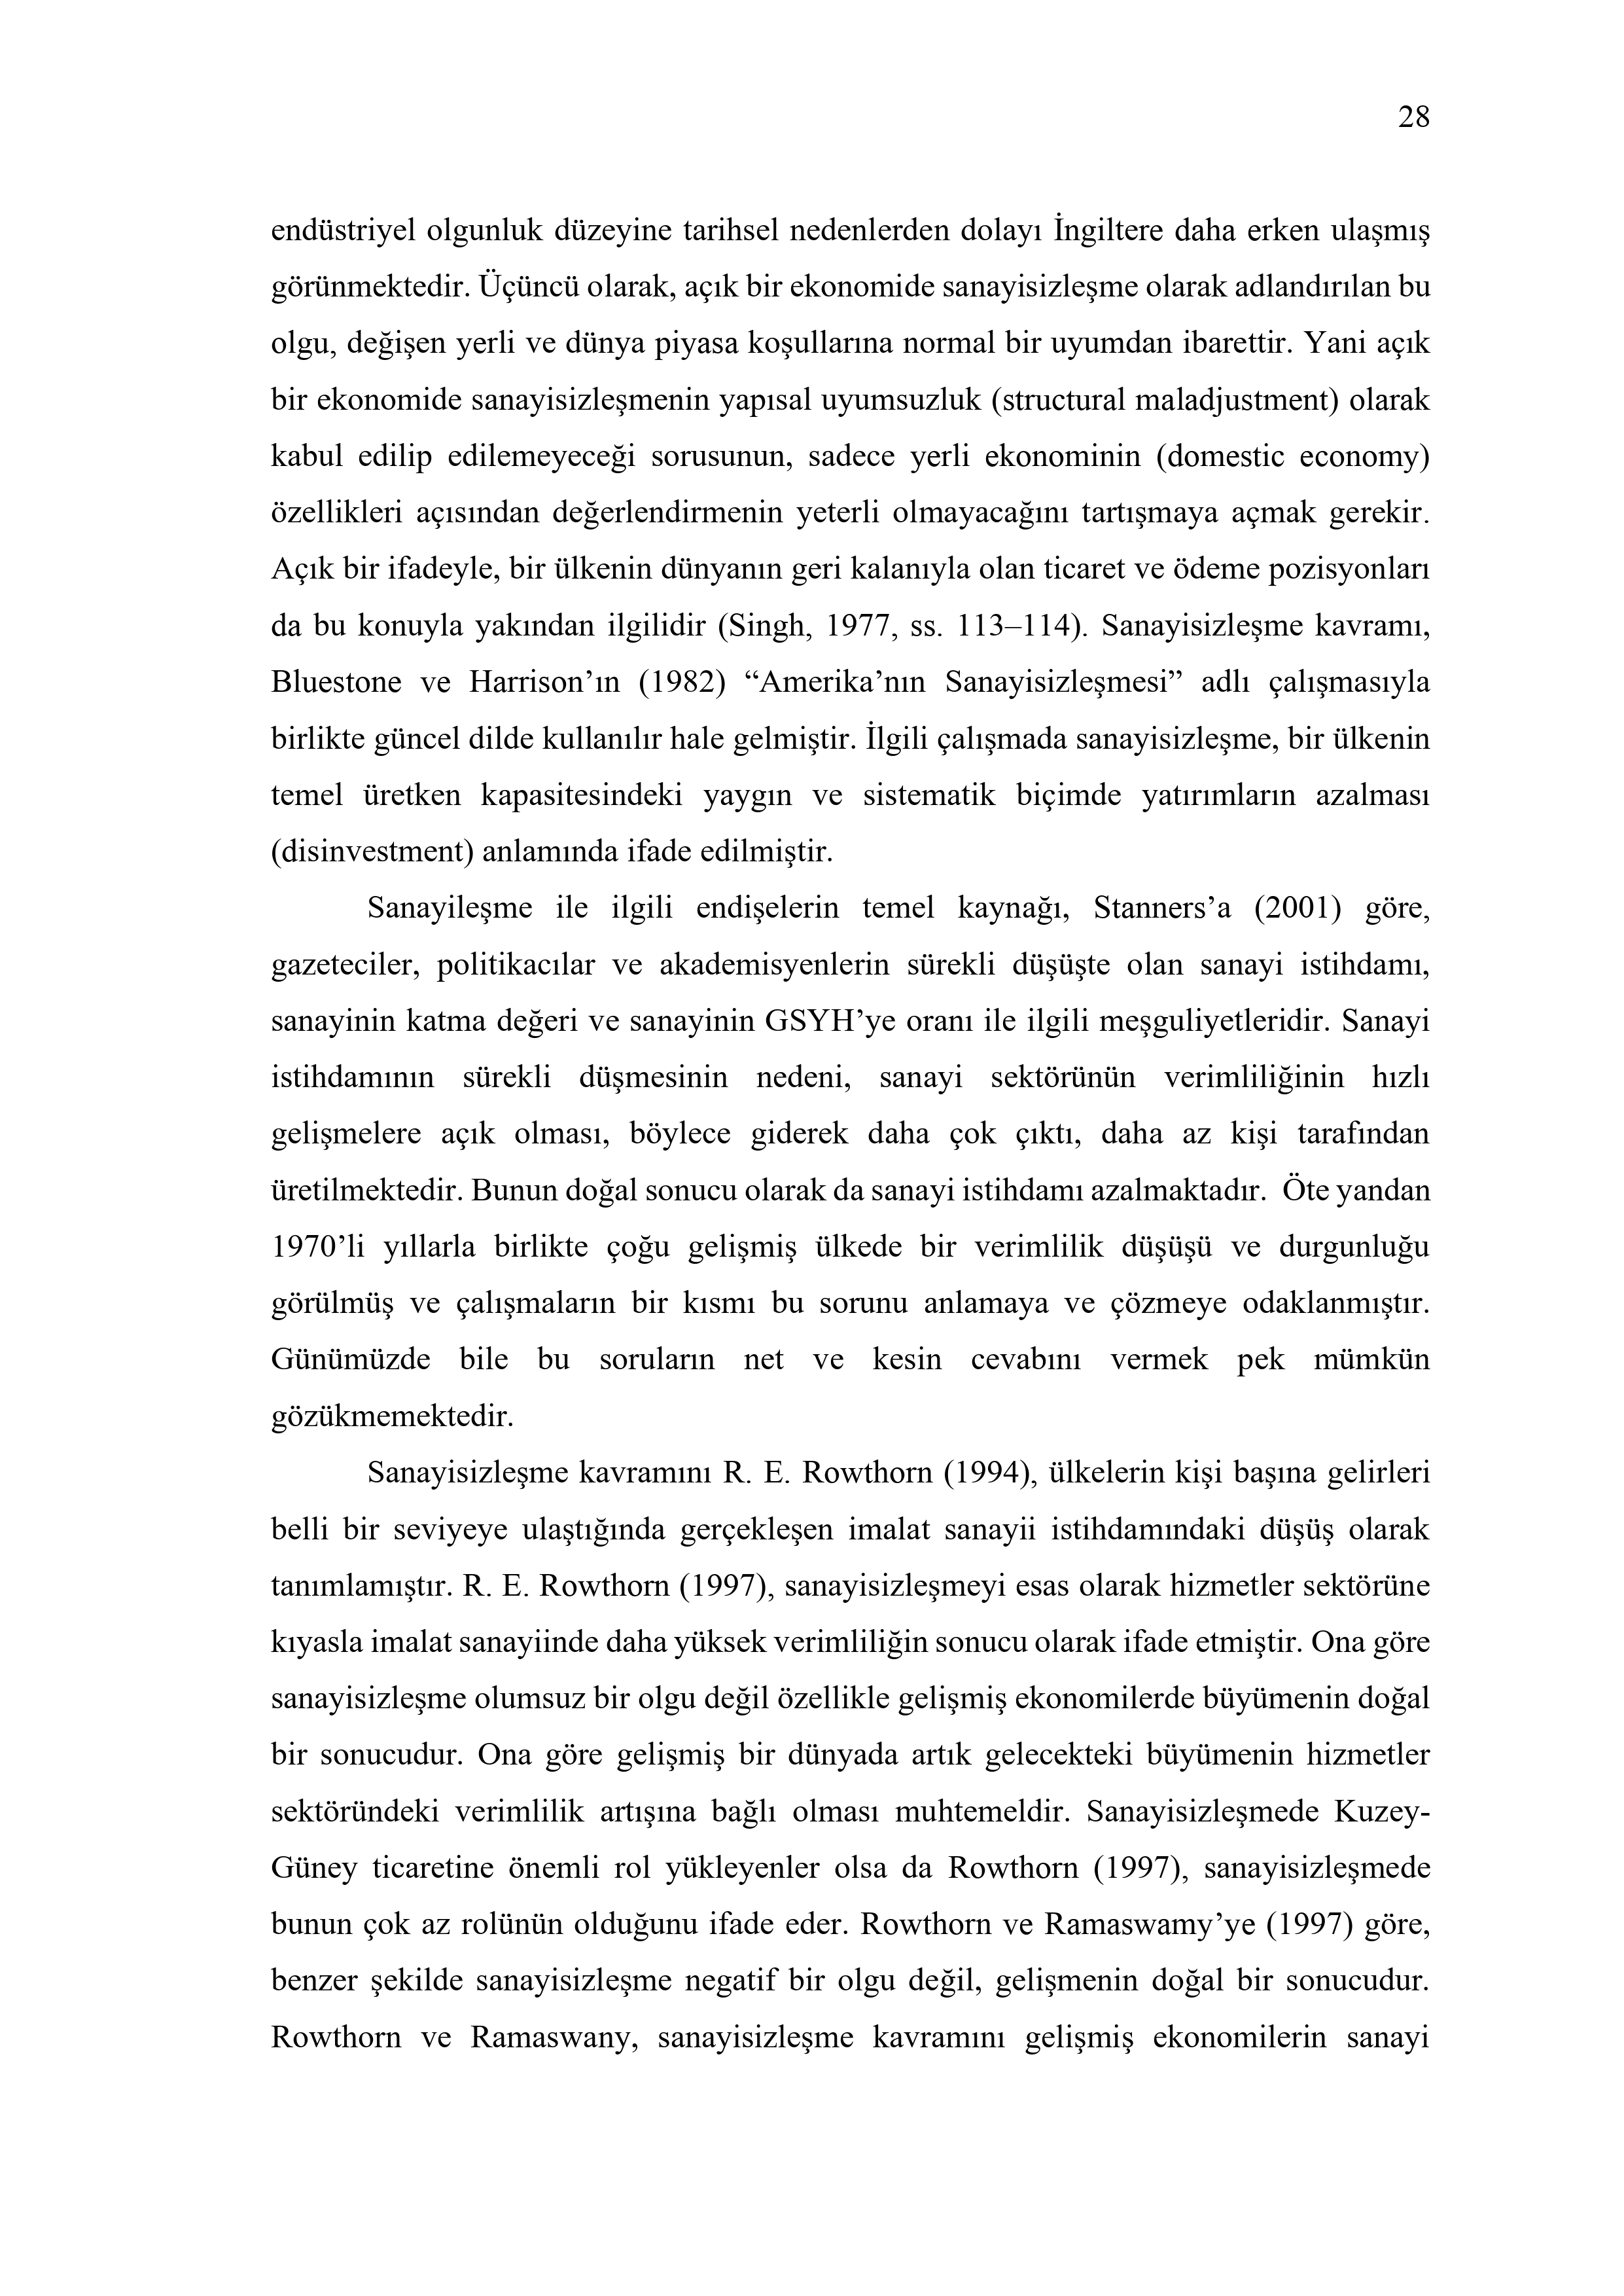 28
endüstriyel olgunluk düzeyine tarihsel nedenlerden dolayı İngiltere daha erken ulaşmış
görünmektedir. Üçüncü olarak, açık bir ekonomide sanayisizleşme olarak adlandırılan bu
olgu, değişen yerli ve dünya piyasa koşullarına normal bir uyumdan ibarettir. Yani açık
bir ekonomide sanayisizleşmenin yapısal uyumsuzluk (structural maladjustment) olarak
kabul edilip edilemeyeceği sorusunun, sadece yerli ekonominin (domestic economy)
özellikleri açısından değerlendirmenin yeterli olmayacağını tartışmaya açmak gerekir.
Açık bir ifadeyle, bir ülkenin dünyanın geri kalanıyla olan ticaret ve ödeme pozisyonları
da bu konuyla yakından ilgilidir (Singh, 1977, ss. 113–114). Sanayisizleşme kavramı,
Bluestone ve Harrison’ın (1982) “Amerika’nın Sanayisizleşmesi” adlı çalışmasıyla
birlikte güncel dilde kullanılır hale gelmiştir. İlgili çalışmada sanayisizleşme, bir ülkenin
temel üretken kapasitesindeki yaygın ve sistematik biçimde yatırımların azalması
(disinvestment) anlamında ifade edilmiştir.
Sanayileşme ile ilgili endişelerin temel kaynağı, Stanners’a (2001) göre,
gazeteciler, politikacılar ve akademisyenlerin sürekli düşüşte olan sanayi istihdamı,
sanayinin katma değeri ve sanayinin GSYH’ye oranı ile ilgili meşguliyetleridir. Sanayi
istihdamının sürekli düşmesinin nedeni, sanayi sektörünün verimliliğinin hızlı
gelişmelere açık olması, böylece giderek daha çok çıktı, daha az kişi tarafından
üretilmektedir. Bunun doğal sonucu olarak da sanayi istihdamı azalmaktadır.  Öte yandan
1970’li yıllarla birlikte çoğu gelişmiş ülkede bir verimlilik düşüşü ve durgunluğu
görülmüş ve çalışmaların bir kısmı bu sorunu anlamaya ve çözmeye odaklanmıştır.
Günümüzde bile bu soruların net ve kesin cevabını vermek pek mümkün
gözükmemektedir.
Sanayisizleşme kavramını R. E. Rowthorn (1994), ülkelerin kişi başına gelirleri
belli bir seviyeye ulaştığında gerçekleşen imalat sanayii istihdamındaki düşüş olarak
tanımlamıştır. R. E. Rowthorn (1997), sanayisizleşmeyi esas olarak hizmetler sektörüne
kıyasla imalat sanayiinde daha yüksek verimliliğin sonucu olarak ifade etmiştir. Ona göre
sanayisizleşme olumsuz bir olgu değil özellikle gelişmiş ekonomilerde büyümenin doğal
bir sonucudur. Ona göre gelişmiş bir dünyada artık gelecekteki büyümenin hizmetler
sektöründeki verimlilik artışına bağlı olması muhtemeldir. Sanayisizleşmede Kuzey-
Güney ticaretine önemli rol yükleyenler olsa da Rowthorn (1997), sanayisizleşmede
bunun çok az rolünün olduğunu ifade eder. Rowthorn ve Ramaswamy’ye (1997) göre,
benzer şekilde sanayisizleşme negatif bir olgu değil, gelişmenin doğal bir sonucudur.
Rowthorn ve Ramaswany, sanayisizleşme kavramını gelişmiş ekonomilerin sanayi